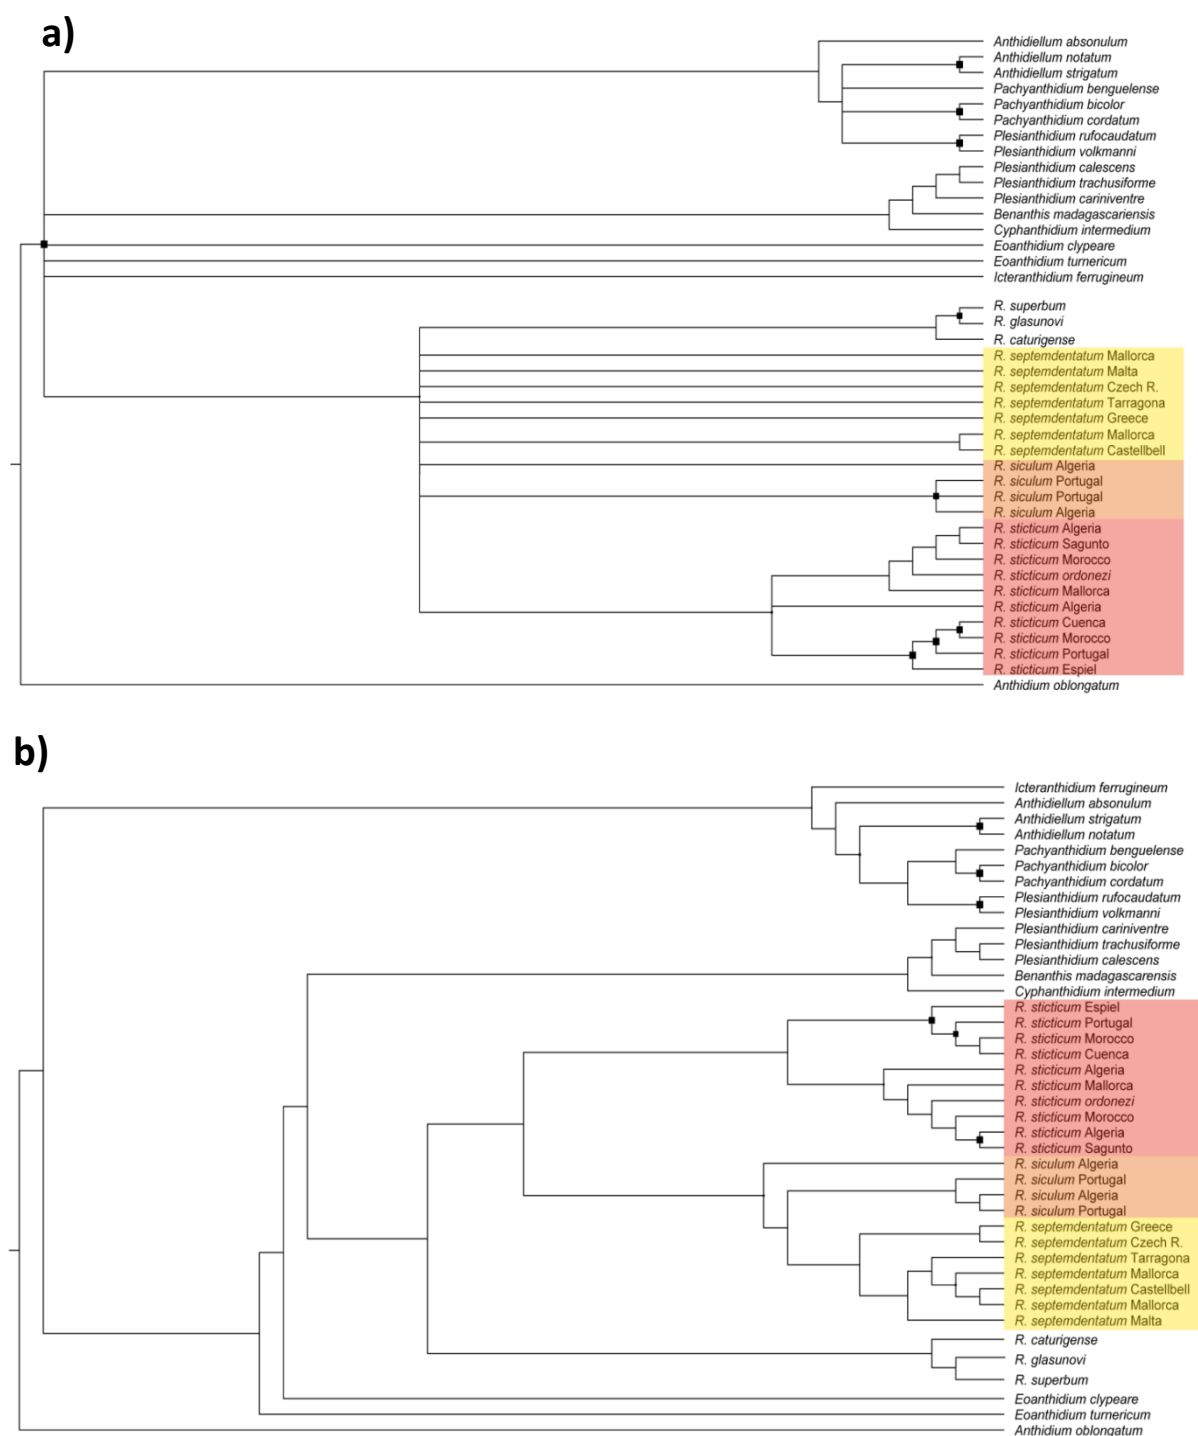 a)
Anthidiellum absonulum
Anthidiellum notatum
Anthidiellum strigatum
Pachyanthidium benguelense
Pachyanthidium bicolor
Pachyanthidium cordatum
Plesianthidium rufocaudatum
Plesianthidium volkmanni
Plesianthidium calescens
Plesianthidium trachusiforme
Plesianthidium cariniventre
Benanthis madagascariensis
Cyphanthidium intermedium
Eoanthidium clypeare
Eoanthidium turnericum
Icteranthidium ferrugineum
R. superbum
R. glasunovi
R. caturigense
R. septemdentatum Mallorca
R. septemdentatum Malta
R. septemdentatum Czech R.
R. septemdentatum Tarragona
R. septemdentatum Greece
R. septemdentatum Mallorca
R. septemdentatum Castellbell
R. siculum Algeria
R. siculum Portugal
R. siculum Portugal
R. siculum Algeria
R. sticticum Algeria
R. sticticum Sagunto
R. sticticum Morocco
R. sticticum ordonezi
R. sticticum Mallorca
R. sticticum Algeria
R. sticticum Cuenca
R. sticticum Morocco
R. sticticum Portugal
R. sticticum Espiel
Anthidium oblongatum
b)
Icteranthidium ferrugineum
Anthidiellum absonulum
Anthidiellum strigatum
Anthidiellum notatum
Pachyanthidium benguelense
Pachyanthidium bicolor
Pachyanthidium cordatum
Plesianthidium rufocaudatum
Plesianthidium volkmanni
Plesianthidium cariniventre
Plesianthidium trachusiforme
Plesianthidium calescens
Benanthis madagascarensis
Cyphanthidium intermedium
R. sticticum Espiel
R. sticticum Portugal
R. sticticum Morocco
R. sticticum Cuenca
R. sticticum Algeria
R. sticticum Mallorca
R. sticticum ordonezi
R. sticticum Morocco
R. sticticum Algeria
R. sticticum Sagunto
R. siculum Algeria
R. siculum Portugal
R. siculum Algeria
R. siculum Portugal
R. septemdentatum Greece
R. septemdentatum Czech R.
R. septemdentatum Tarragona
R. septemdentatum Mallorca
R. septemdentatum Castellbell
R. septemdentatum Mallorca
R. septemdentatum Malta
R. caturigense
R. glasunovi
R. superbum
Eoanthidium clypeare
Eoanthidium turnericum
Anthidium oblongatum